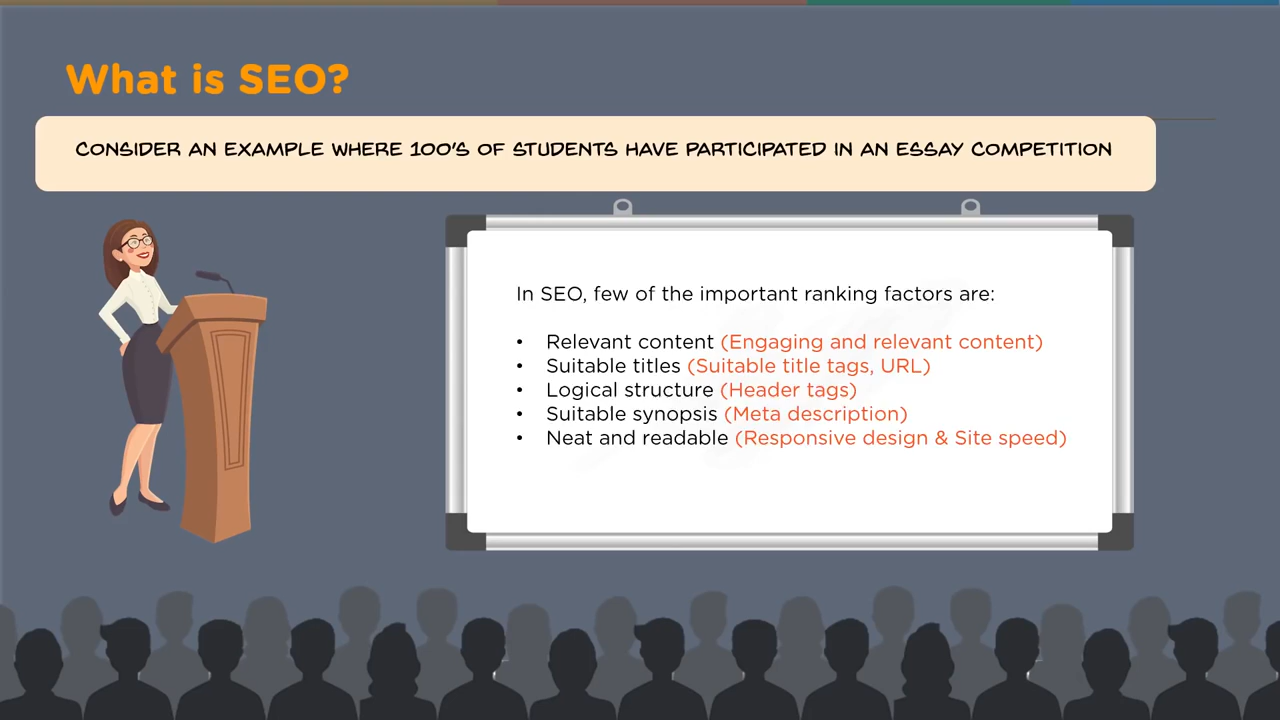 What is SEO?
CONSIDER AN EXAMPLE WHERE 100'S OF STUDENTS HAVE PARTICIPATED IN AN ESSAY COMPETITION
In SEO, few of the important ranking factors are:
• Relevant content (Engaging and relevant content)
• Suitable titles (Suitable title tags, URL)
• Logical structure (Header tags)
• Suitable synopsis (Meta description)
• Neat and readable (Responsive design & Site speed)